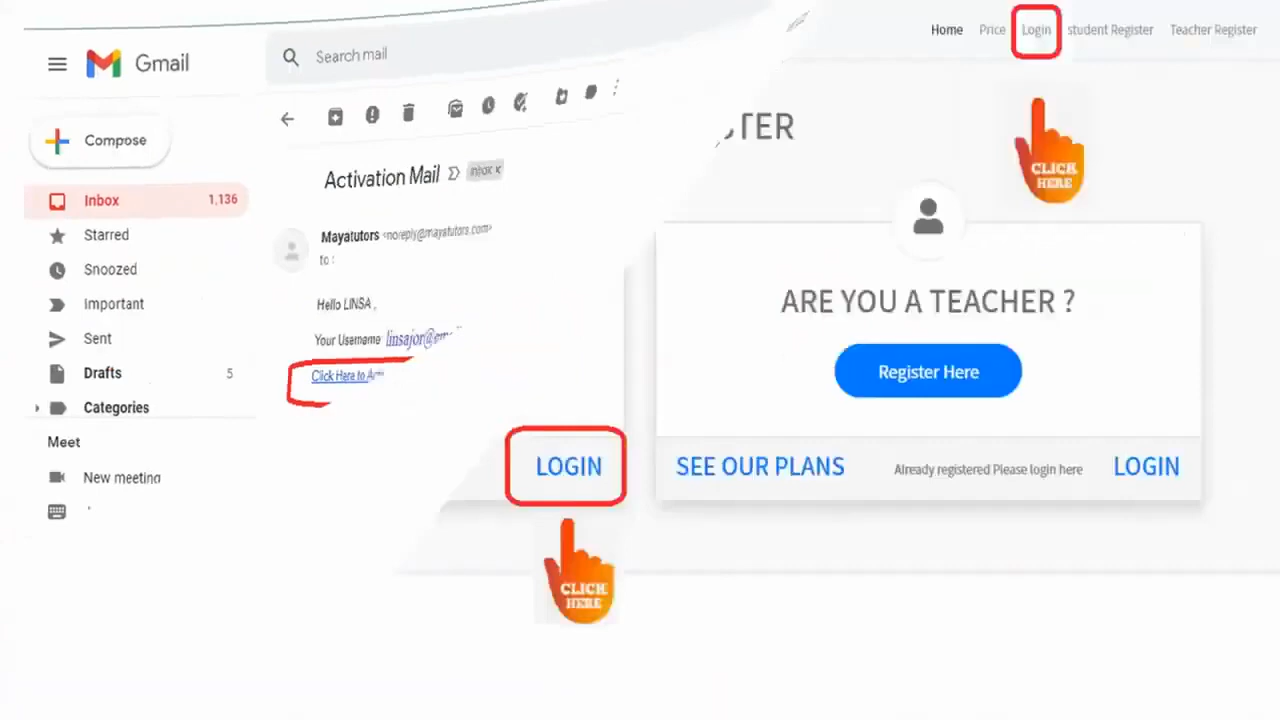 Gmail
Search mail
Compose
Activation Mail
Inbox x
Inbox 1,136
Starred
Snoozed
Important
Sent
Drafts 5
Categories
Meet
New meeting
Mayatutors <noreply@mayatutors.com>
to :
Hello LINSA ,
Your Username
Click Here to
LOGIN
CLICK
HERE
Home Price Login student Register Teacher Register
CLICK
HERE
TER
ARE YOU A TEACHER ?
Register Here
SEE OUR PLANS Already registered Please login here LOGIN